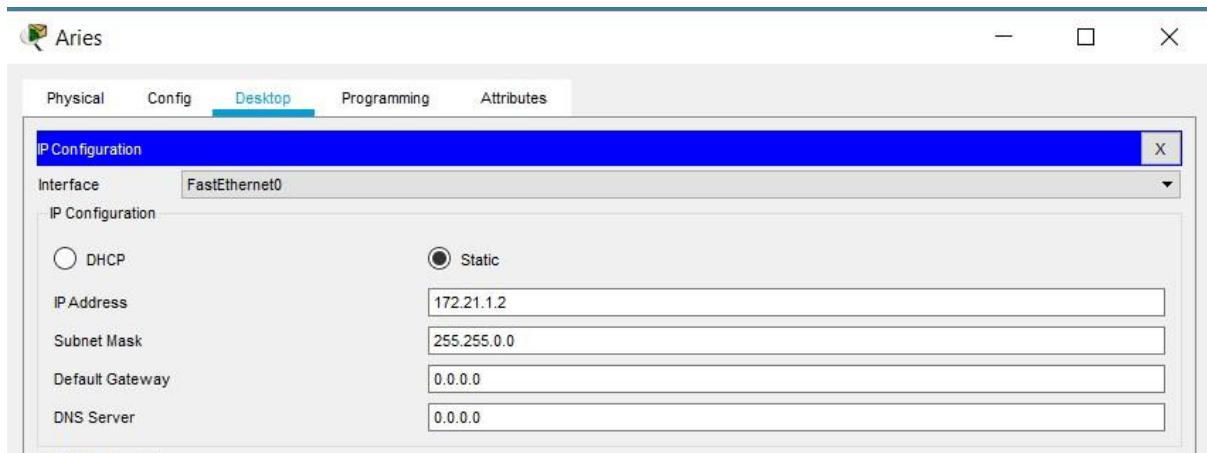 Aries
Physical Config Desktop Programming Attributes
IP Configuration X
Interface FastEthernet0
IP Configuration
DHCP Static
IP Address 172.21.1.2
Subnet Mask 255.255.0.0
Default Gateway 0.0.0.0
DNS Server 0.0.0.0